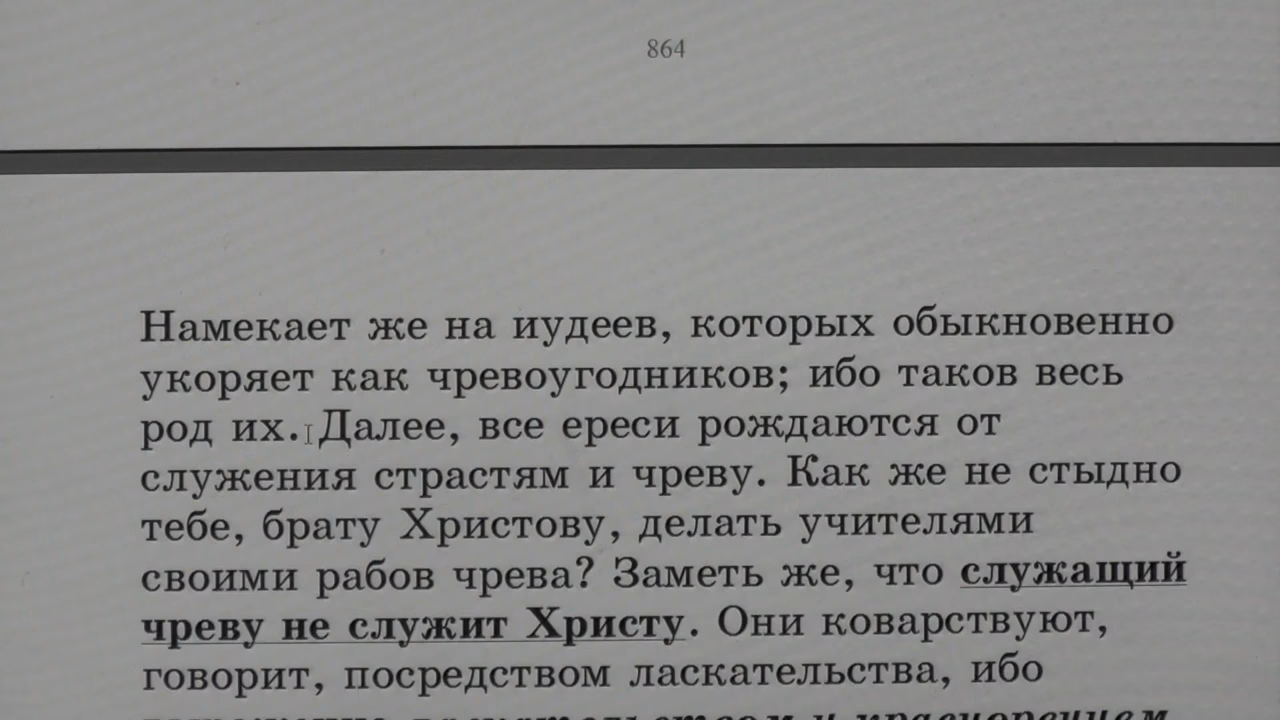 864
Намекает же на иудеев, которых обыкновенно
укоряет как чревоугодников; ибо таков весь
род их. Далее, все ереси рождаются от
служения страстям и чреву. Как же не стыдно
тебе, брату Христову, делать учителями
своими рабов чрева? Заметь же, что служащий
чреву не служит Христу. Они коварствуют,
говорит, посредством ласкательства, ибо